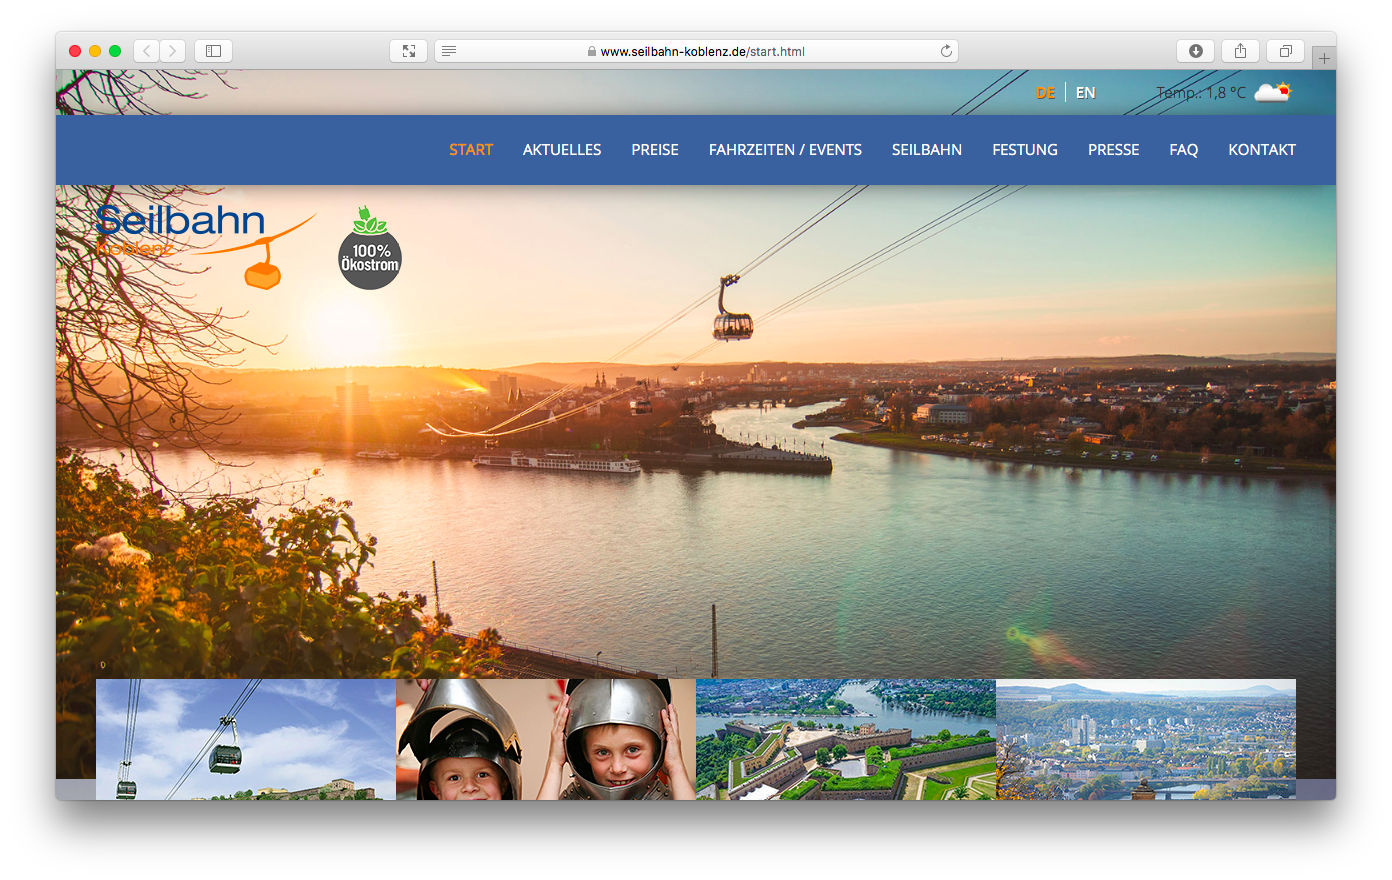 www.seilbahn-koblenz.de/start.html
DE EN Temp.: 1,8 °C
START AKTUELLES PREISE FAHRZEITEN / EVENTS SEILBAHN FESTUNG PRESSE FAQ KONTAKT
Seilbahn
Koblenz
100%
Ökostrom